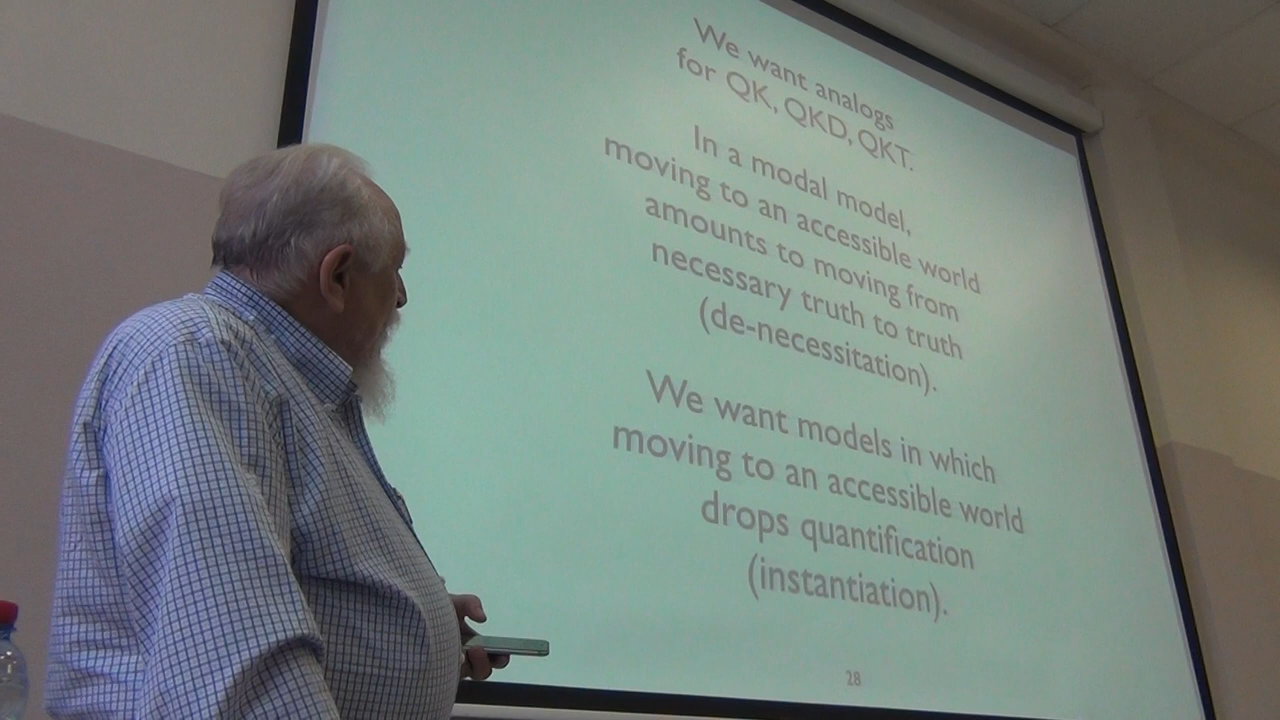 We want analogs
for QK, QKD, QKT.
In a modal model,
moving to an accessible world
amounts to moving from
necessary truth to truth
(de-necessitation).
We want models in which
moving to an accessible world
drops quantification
(instantiation).
28